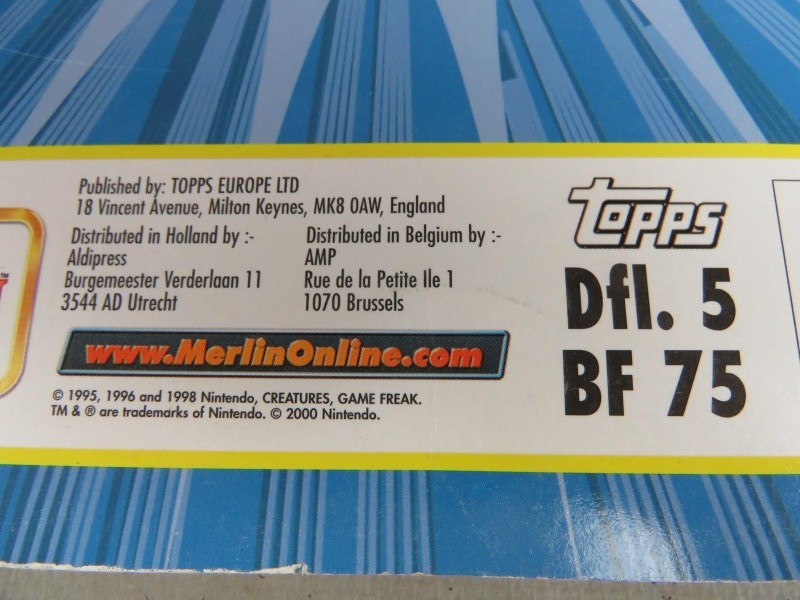 Published by: TOPPS EUROPE LTD
18 Vincent Avenue, Milton Keynes, MK8 0AW, England
Distributed in Holland by :-
Aldipress
Burgemeester Verderlaan 11
3544 AD Utrecht
Distributed in Belgium by :-
AMP
Rue de la Petite Ile 1
1070 Brussels
www.MerlinOnline.com
© 1995, 1996 and 1998 Nintendo, CREATURES, GAME FREAK.
TM & ® are trademarks of Nintendo. © 2000 Nintendo.
TOPPS
Dfl. 5
BF 75